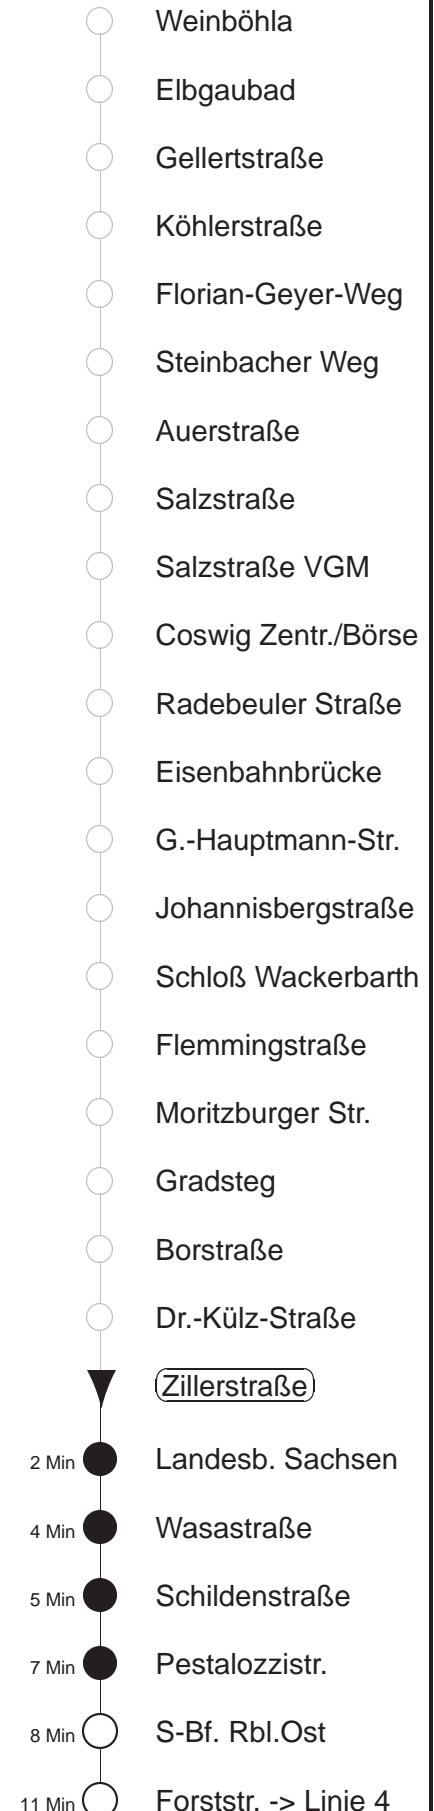 Weinböhla
Elbgaubad
Gellertstraße
Köhlerstraße
Florian-Geyer-Weg
Steinbacher Weg
Auerstraße
Salzstraße
Salzstraße VGM
Coswig Zentr./Börse
Radebeuler Straße
Eisenbahnbrücke
G.-Hauptmann-Str.
Johannisbergstraße
Schloß Wackerbarth
Flemmingstraße
Moritzburger Str.
Gradsteg
Borstraße
Dr.-Külz-Straße
Zillerstraße
2 Min Landesb. Sachsen
4 Min Wasastraße
5 Min Schildenstraße
7 Min Pestalozzistr.
8 Min S-Bf. Rbl.Ost
11 Min Forststr. -> Linie 4